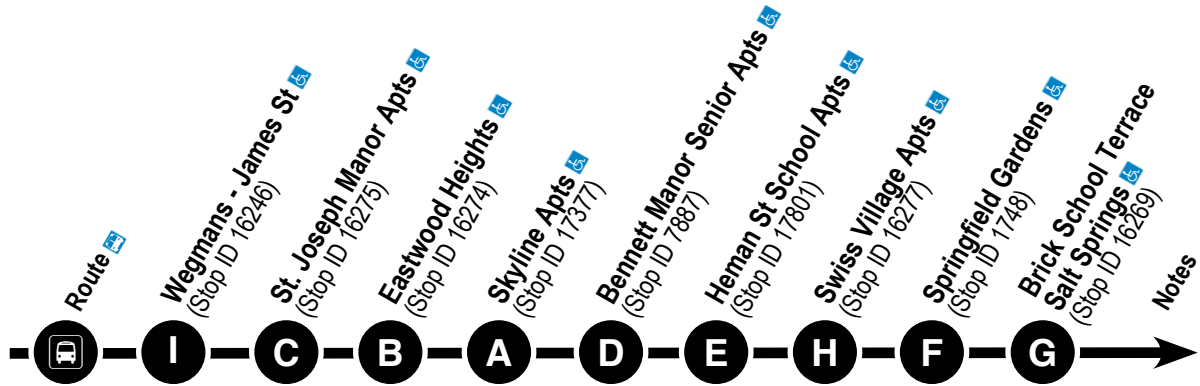 Route
Wegmans - James St
(Stop ID 16246)
St. Joseph Manor Apts
(Stop ID 16275)
Eastwood Heights
(Stop ID 16274)
Skyline Apts
(Stop ID 17377)
Bennett Manor Senior Apts
(Stop ID 7887)
Heman St School Apts
(Stop ID 17801)
Swiss Village Apts
(Stop ID 16277)
Springfield Gardens
(Stop ID 1748)
Brick School Terrace
Salt Springs
(Stop ID 16269)
Notes
I C B A D E H F G